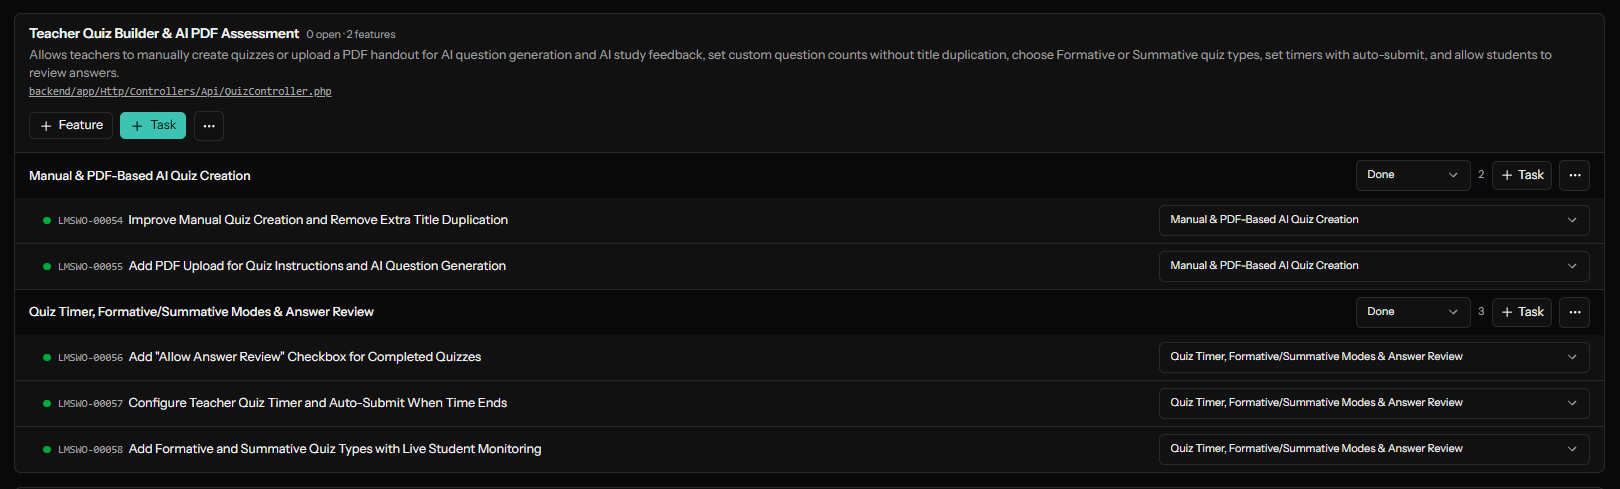 Teacher Quiz Builder & AI PDF Assessment 0 open · 2 features
Allows teachers to manually create quizzes or upload a PDF handout for AI question generation and AI study feedback, set custom question counts without title duplication, choose Formative or Summative quiz types, set timers with auto-submit, and allow students to
review answers.
backend/app/Http/Controllers/Api/QuizController.php
+ Feature + Task ...
Manual & PDF-Based AI Quiz Creation Done 2 + Task ...
LMSWO-00054 Improve Manual Quiz Creation and Remove Extra Title Duplication Manual & PDF-Based AI Quiz Creation
LMSWO-00055 Add PDF Upload for Quiz Instructions and AI Question Generation Manual & PDF-Based AI Quiz Creation
Quiz Timer, Formative/Summative Modes & Answer Review Done 3 + Task ...
LMSWO-00056 Add "Allow Answer Review" Checkbox for Completed Quizzes Quiz Timer, Formative/Summative Modes & Answer Review
LMSWO-00057 Configure Teacher Quiz Timer and Auto-Submit When Time Ends Quiz Timer, Formative/Summative Modes & Answer Review
LMSWO-00058 Add Formative and Summative Quiz Types with Live Student Monitoring Quiz Timer, Formative/Summative Modes & Answer Review